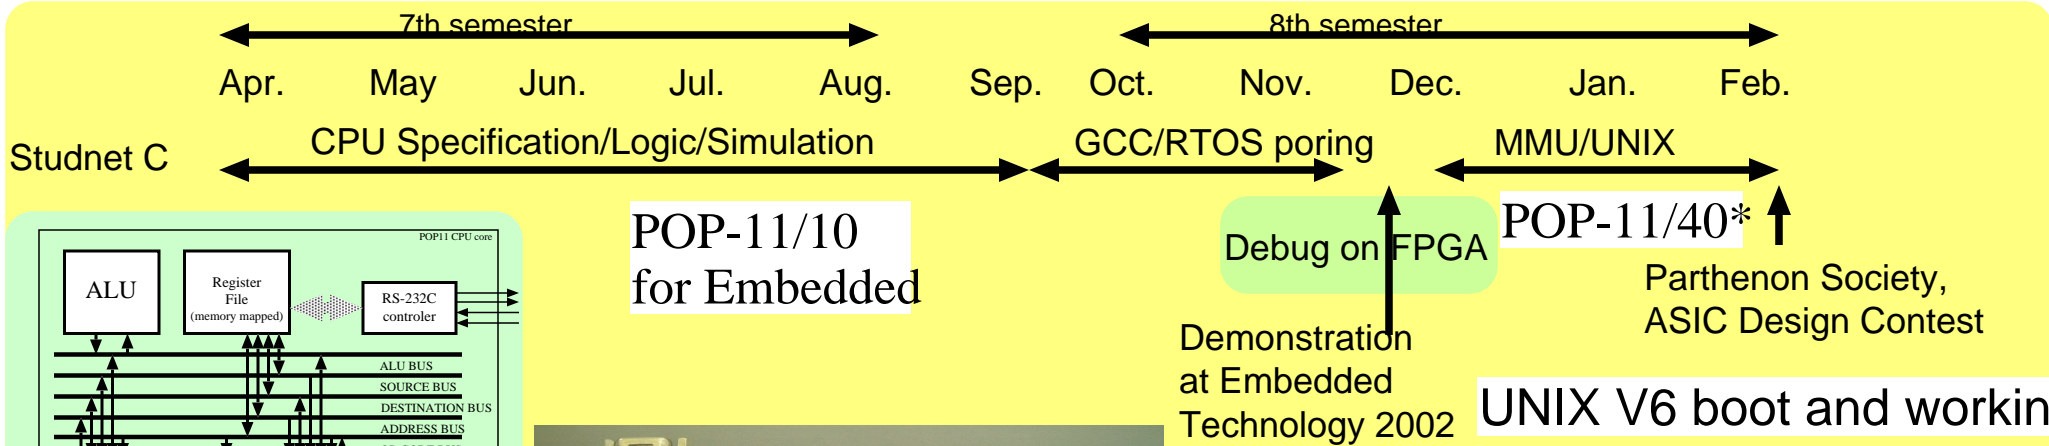 7th semester
8th semester
Apr. May Jun. Jul. Aug. Sep. Oct. Nov. Dec. Jan. Feb.
Studnet C
CPU Specification/Logic/Simulation
GCC/RTOS poring
MMU/UNIX
POP-11/10
for Embedded
Debug on FPGA
POP-11/40*
Parthenon Society,
ASIC Design Contest
Demonstration
at Embedded
Technology 2002
UNIX V6 boot and workin
POP11 CPU core
ALU
Register
File
(memory mapped)
RS-232C
controler
ALU BUS
SOURCE BUS
DESTINATION BUS
ADDRESS BUS